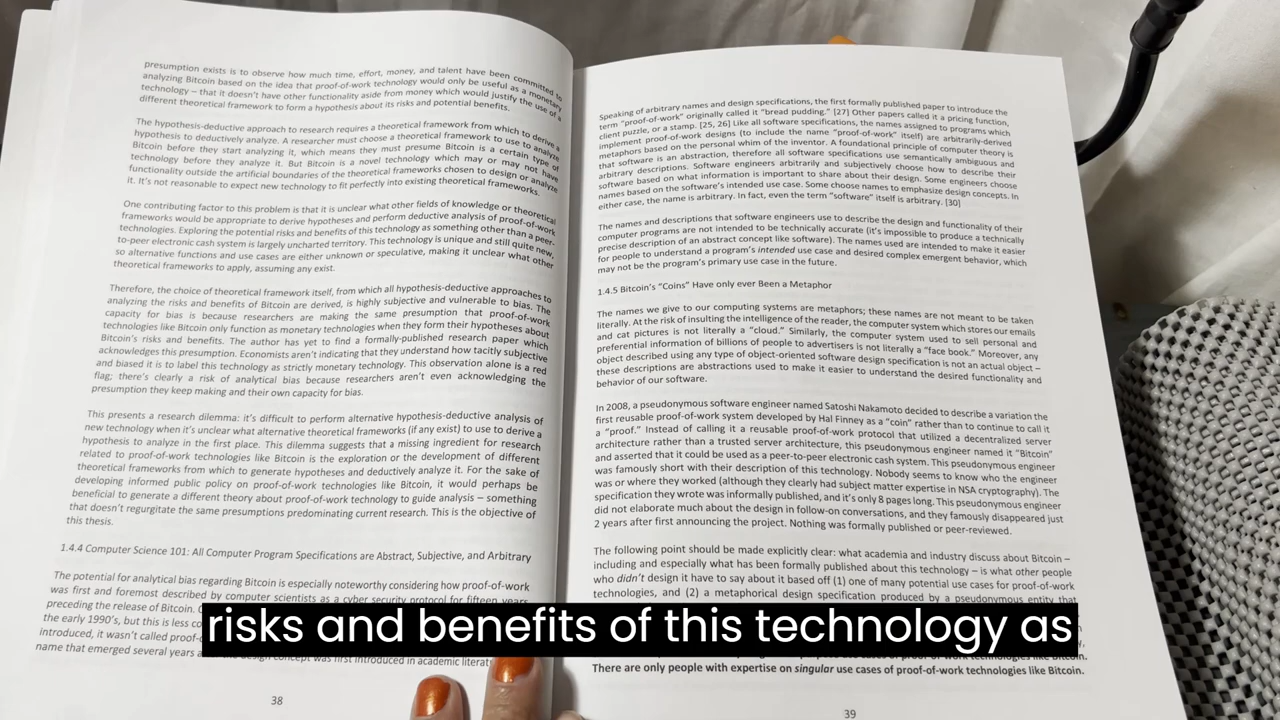 presumption exists is to observe how much time, effort, money, and talent have been committed to
analyzing Bitcoin based on the idea that proof-of-work technology would only be useful as a monetary
technology – that it doesn't have other functionality aside from money which would justify the use of a
different theoretical framework to form a hypothesis about its risks and potential benefits.
The hypothesis-deductive approach to research requires a theoretical framework from which to derive a
hypothesis to deductively analyze. A researcher must choose a theoretical framework to use to analyze
Bitcoin before they start analyzing it, which means they must presume Bitcoin is a certain type of
technology before they analyze it. But Bitcoin is a novel technology which may or may not have
functionality outside the artificial boundaries of the theoretical frameworks chosen to design or analyze
it. It's not reasonable to expect new technology to fit perfectly into existing theoretical frameworks.
One contributing factor to this problem is that it is unclear what other fields of knowledge or theoretical
frameworks would be appropriate to derive hypotheses and perform deductive analysis of proof-of-work
technologies. Exploring the potential risks and benefits of this technology as something other than a peer-
to-peer electronic cash system is largely uncharted territory. This technology is unique and still quite new,
so alternative functions and use cases are either unknown or speculative, making it unclear what other
theoretical frameworks to apply, assuming any exist.
Therefore, the choice of theoretical framework itself, from which all hypothesis-deductive approaches to
analyzing the risks and benefits of Bitcoin are derived, is highly subjective and vulnerable to bias. The
capacity for bias is because researchers are making the same presumption that proof-of-work
technologies like Bitcoin only function as monetary technologies when they form their hypotheses about
Bitcoin's risks and benefits. The author has yet to find a formally-published research paper which
acknowledges this presumption. Economists aren't indicating that they understand how tacitly subjective
and biased it is to label this technology as strictly monetary technology. This observation alone is a red
flag; there's clearly a risk of analytical bias because researchers aren't even acknowledging the
presumption they keep making and their own capacity for bias.
This presents a research dilemma: it's difficult to perform alternative hypothesis-deductive analysis of
new technology when it's unclear what alternative theoretical frameworks (if any exist) to use to derive a
hypothesis to analyze in the first place. This dilemma suggests that a missing ingredient for research
related to proof-of-work technologies like Bitcoin is the exploration or the development of different
theoretical frameworks from which to generate hypotheses and deductively analyze it. For the sake of
developing informed public policy on proof-of-work technologies like Bitcoin, it would perhaps be
beneficial to generate a different theory about proof-of-work technology to guide analysis – something
that doesn't regurgitate the same presumptions predominating current research. This is the objective of
this thesis.
1.4.4 Computer Science 101: All Computer Program Specifications are Abstract, Subjective, and Arbitrary
The potential for analytical bias regarding Bitcoin is especially noteworthy considering how proof-of-work
was first and foremost described by computer scientists as a cyber security protocol for fifteen years
preceding the release of Bitcoin.
the early 1990's, but this is less
introduced, it wasn't called proof-
name that emerged several years design concept was first introduced in academic
38
Speaking of arbitrary names and design specifications, the first formally published paper to introduce the
term "proof-of-work" originally called it "bread pudding." [27] Other papers called it a pricing function,
client puzzle, or a stamp. [25, 26] Like all software specifications, the names assigned to programs which
implement proof-of-work designs (to include the name "proof-of-work" itself) are arbitrarily-derived
metaphors based on the personal whim of the inventor. A foundational principle of computer theory is
that software is an abstraction, therefore all software specifications use semantically ambiguous and
arbitrary descriptions. Software engineers arbitrarily and subjectively choose how to describe their
software based on what information is important to share about their design. Some engineers choose
names based on the software's intended use case. Some choose names to emphasize design concepts. In
either case, the name is arbitrary. In fact, even the term "software" itself is arbitrary. [30]
The names and descriptions that software engineers use to describe the design and functionality of their
computer programs are not intended to be technically accurate (it's impossible to produce a technically
precise description of an abstract concept like software). The names used are intended to make it easier
for people to understand a program's intended use case and desired complex emergent behavior, which
may not be the program's primary use case in the future.
1.4.5 Bitcoin's "Coins" Have only ever Been a Metaphor
The names we give to our computing systems are metaphors; these names are not meant to be taken
literally. At the risk of insulting the intelligence of the reader, the computer system which stores our emails
and cat pictures is not literally a "cloud." Similarly, the computer system used to sell personal and
preferential information of billions of people to advertisers is not literally a "face book." Moreover, any
object described using any type of object-oriented software design specification is not an actual object –
these descriptions are abstractions used to make it easier to understand the desired functionality and
behavior of our software.
In 2008, a pseudonymous software engineer named Satoshi Nakamoto decided to describe a variation the
first reusable proof-of-work system developed by Hal Finney as a "coin" rather than to continue to call it
a "proof." Instead of calling it a reusable proof-of-work protocol that utilized a decentralized server
architecture rather than a trusted server architecture, this pseudonymous engineer named it "Bitcoin"
and asserted that it could be used as a peer-to-peer electronic cash system. This pseudonymous engineer
was famously short with their description of this technology. Nobody seems to know who the engineer
was or where they worked (although they clearly had subject matter expertise in NSA cryptography). The
specification they wrote was informally published, and it's only 8 pages long. This pseudonymous engineer
did not elaborate much about the design in follow-on conversations, and they famously disappeared just
2 years after first announcing the project. Nothing was formally published or peer-reviewed.
The following point should be made explicitly clear: what academia and industry discuss about Bitcoin –
including and especially what has been formally published about this technology – is what other people
who didn't design it have to say about it based off (1) one of many potential use cases for proof-of-work
technologies, and (2) a metaphorical design specification produced by a pseudonymous entity that
There are only people with expertise on singular use cases of proof-of-work technologies like Bitcoin.
39
risks and benefits of this technology as